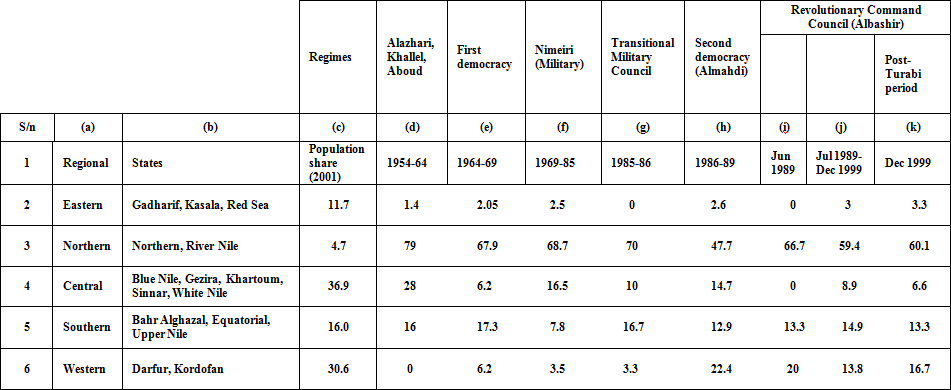 Regimes Alazhari, Khallel, Aboud First democracy Nimeiri (Military) Transitional Military Council Second democracy (Almahdi) Revolutionary Command Council (Albashir)
Post-Turabi period
S/n (a) (b) (c) (d) (e) (f) (g) (h) (i) (j) (k)
1 Regional States Population share (2001) 1954-64 1964-69 1969-85 1985-86 1986-89 Jun 1989 Jul 1989-Dec 1999 Dec 1999
2 Eastern Gadharif, Kasala, Red Sea 11.7 1.4 2.05 2.5 0 2.6 0 3 3.3
3 Northern Northern, River Nile 4.7 79 67.9 68.7 70 47.7 66.7 59.4 60.1
4 Central Blue Nile, Gezira, Khartoum, Sinnar, White Nile 36.9 28 6.2 16.5 10 14.7 0 8.9 6.6
5 Southern Bahr Alghazal, Equatorial, Upper Nile 16.0 16 17.3 7.8 16.7 12.9 13.3 14.9 13.3
6 Western Darfur, Kordofan 30.6 0 6.2 3.5 3.3 22.4 20 13.8 16.7